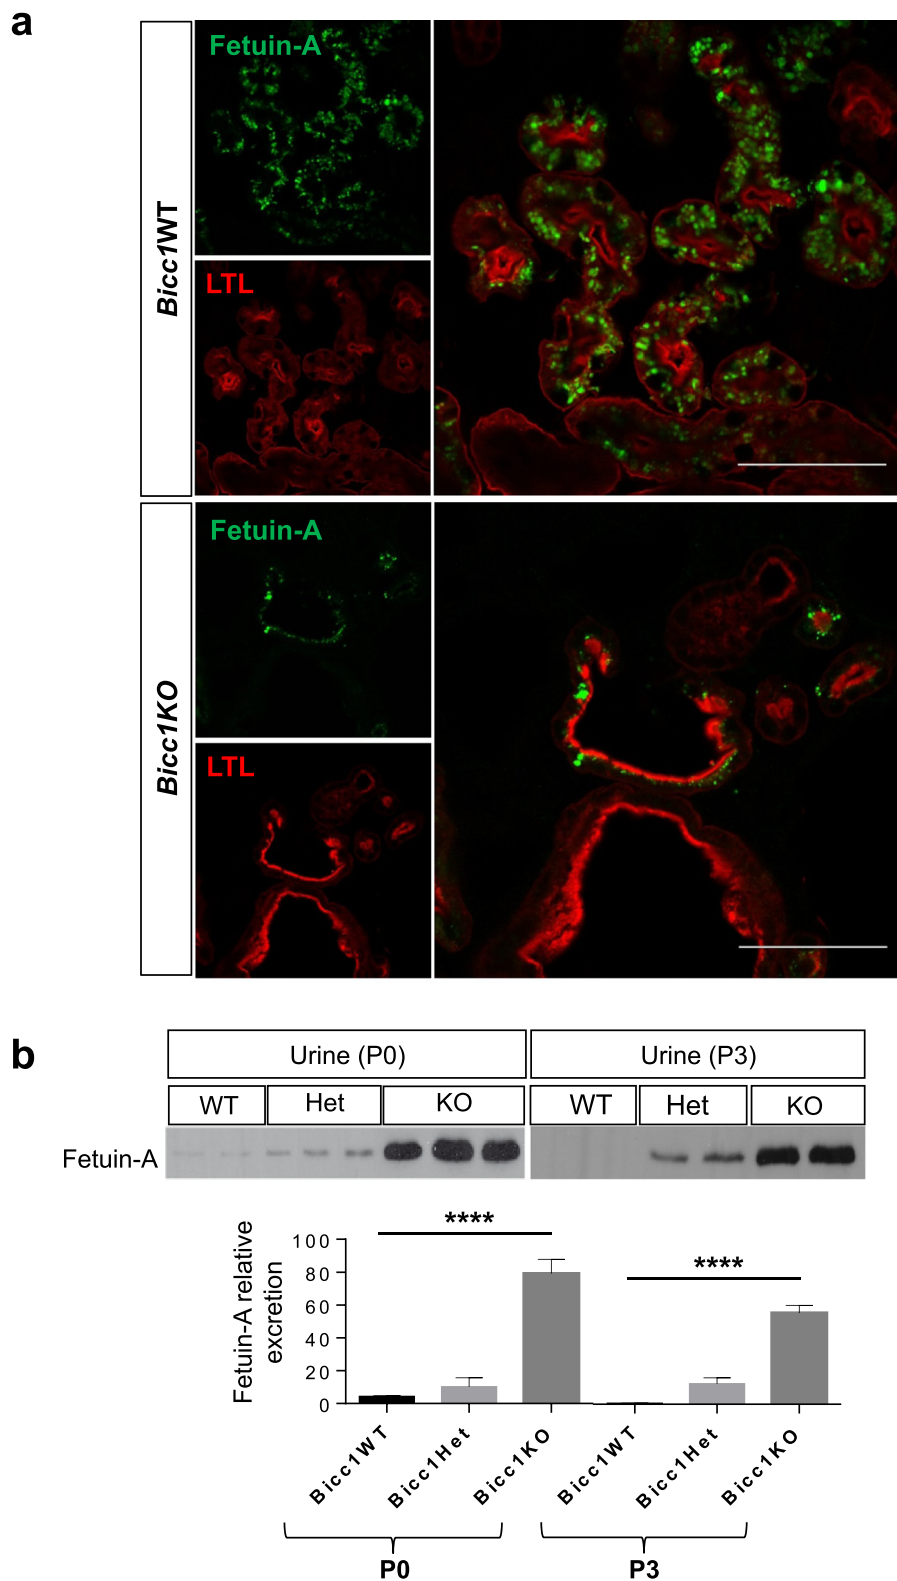 a
Bicc1WT
Fetuin-A
LTL
Bicc1KO
Fetuin-A
LTL
b
Urine (P0)
Urine (P3)
WT
Het
KO
WT
Het
KO
Fetuin-A
Fetuin-A relative
excretion
****
****
100
80
60
40
20
0
Bicc1WT
Bicc1Het
Bicc1KO
Bicc1WT
Bicc1Het
Bicc1KO
P0
P3